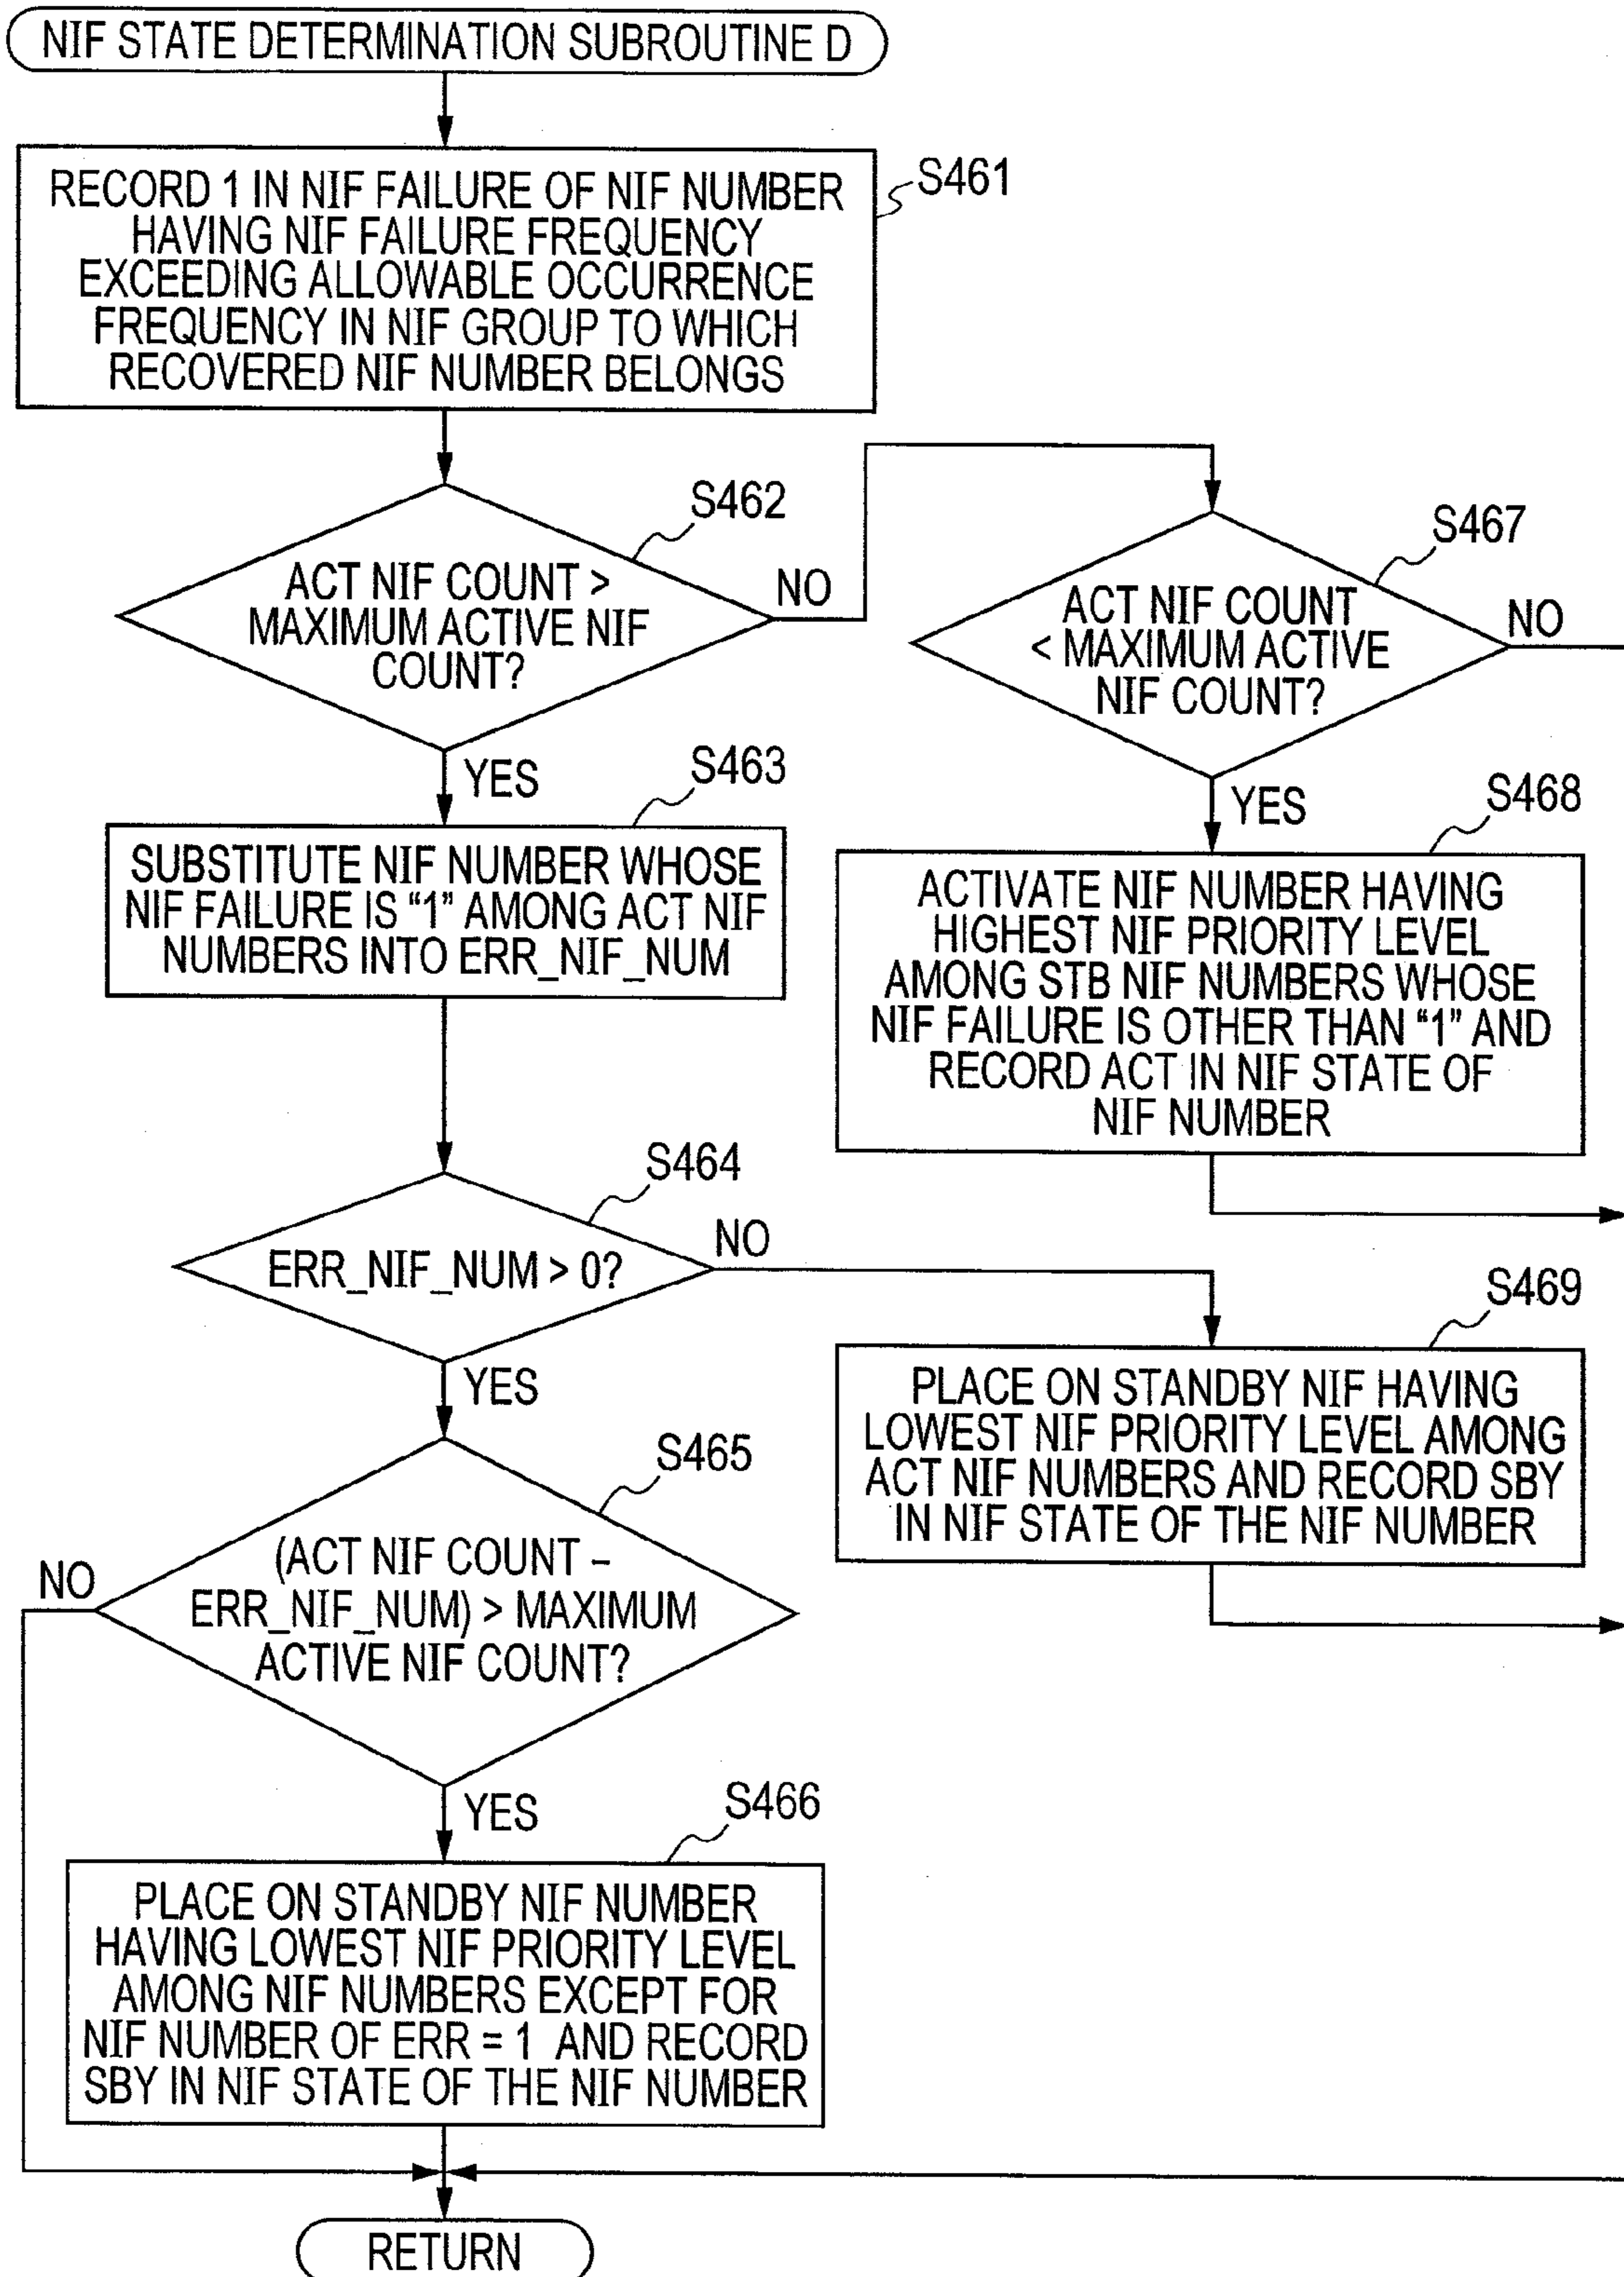 NIF STATE DETERMINATION SUBROUTINE D
RECORD 1 IN NIF FAILURE OF NIF NUMBER
HAVING NIF FAILURE FREQUENCY
EXCEEDING ALLOWABLE OCCURRENCE
FREQUENCY IN NIF GROUP TO WHICH
RECOVERED NIF NUMBER BELONGS
S461
S462
ACT NIF COUNT >
MAXIMUM ACTIVE NIF
COUNT?
NO
YES
S467
ACT NIF COUNT
< MAXIMUM ACTIVE
NIF COUNT?
NO
YES
S463
SUBSTITUTE NIF NUMBER WHOSE
NIF FAILURE IS “1” AMONG ACT NIF
NUMBERS INTO ERR_NIF_NUM
S468
ACTIVATE NIF NUMBER HAVING
HIGHEST NIF PRIORITY LEVEL
AMONG STB NIF NUMBERS WHOSE
NIF FAILURE IS OTHER THAN “1” AND
RECORD ACT IN NIF STATE OF
NIF NUMBER
S464
ERR_NIF_NUM > 0?
NO
YES
S469
PLACE ON STANDBY NIF HAVING
LOWEST NIF PRIORITY LEVEL AMONG
ACT NIF NUMBERS AND RECORD SBY
IN NIF STATE OF THE NIF NUMBER
S465
(ACT NIF COUNT –
ERR_NIF_NUM) > MAXIMUM
ACTIVE NIF COUNT?
NO
YES
S466
PLACE ON STANDBY NIF NUMBER
HAVING LOWEST NIF PRIORITY LEVEL
AMONG NIF NUMBERS EXCEPT FOR
NIF NUMBER OF ERR = 1 AND RECORD
SBY IN NIF STATE OF THE NIF NUMBER
RETURN